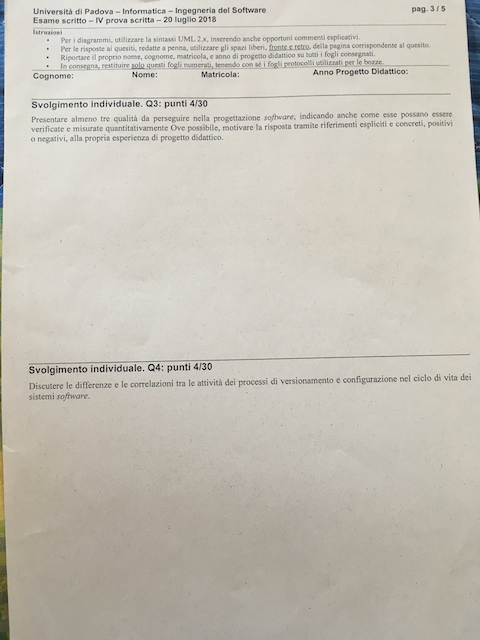 Università di Padova – Informatica – Ingegneria del Software pag. 3 / 5
Esame scritto – IV prova scritta – 20 luglio 2018
Istruzioni
• Per i diagrammi, utilizzare la sintassi UML 2.x, inserendo anche opportuni commenti esplicativi.
• Per le risposte ai quesiti, redatte a penna, utilizzare gli spazi liberi, fronte e retro, della pagina corrispondente al quesito.
• Riportare il proprio nome, cognome, matricola, e anno di progetto didattico su tutti i fogli consegnati.
• In consegna, restituire solo questi fogli numerati, tenendo con sé i fogli protocolli utilizzati per le bozze.
Cognome: Nome: Matricola: Anno Progetto Didattico:
Svolgimento individuale. Q3: punti 4/30
Presentare almeno tre qualità da perseguire nella progettazione software, indicando anche come esse possano essere
verificate e misurate quantitativamente Ove possibile, motivare la risposta tramite riferimenti espliciti e concreti, positivi
o negativi, alla propria esperienza di progetto didattico.
Svolgimento individuale. Q4: punti 4/30
Discutere le differenze e le correlazioni tra le attività dei processi di versionamento e configurazione nel ciclo di vita dei
sistemi software.